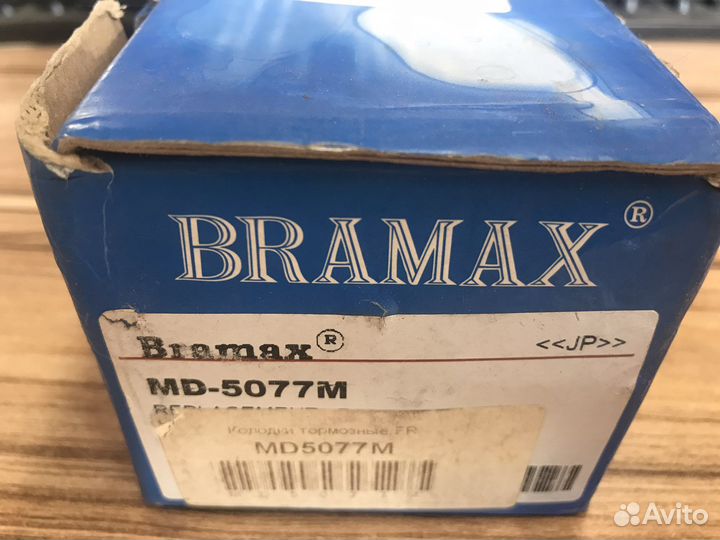 BRAMAX®
Bramax®
<<JP>>
MD-5077M
Колодки тормозные, FR
MD5077M
Avito